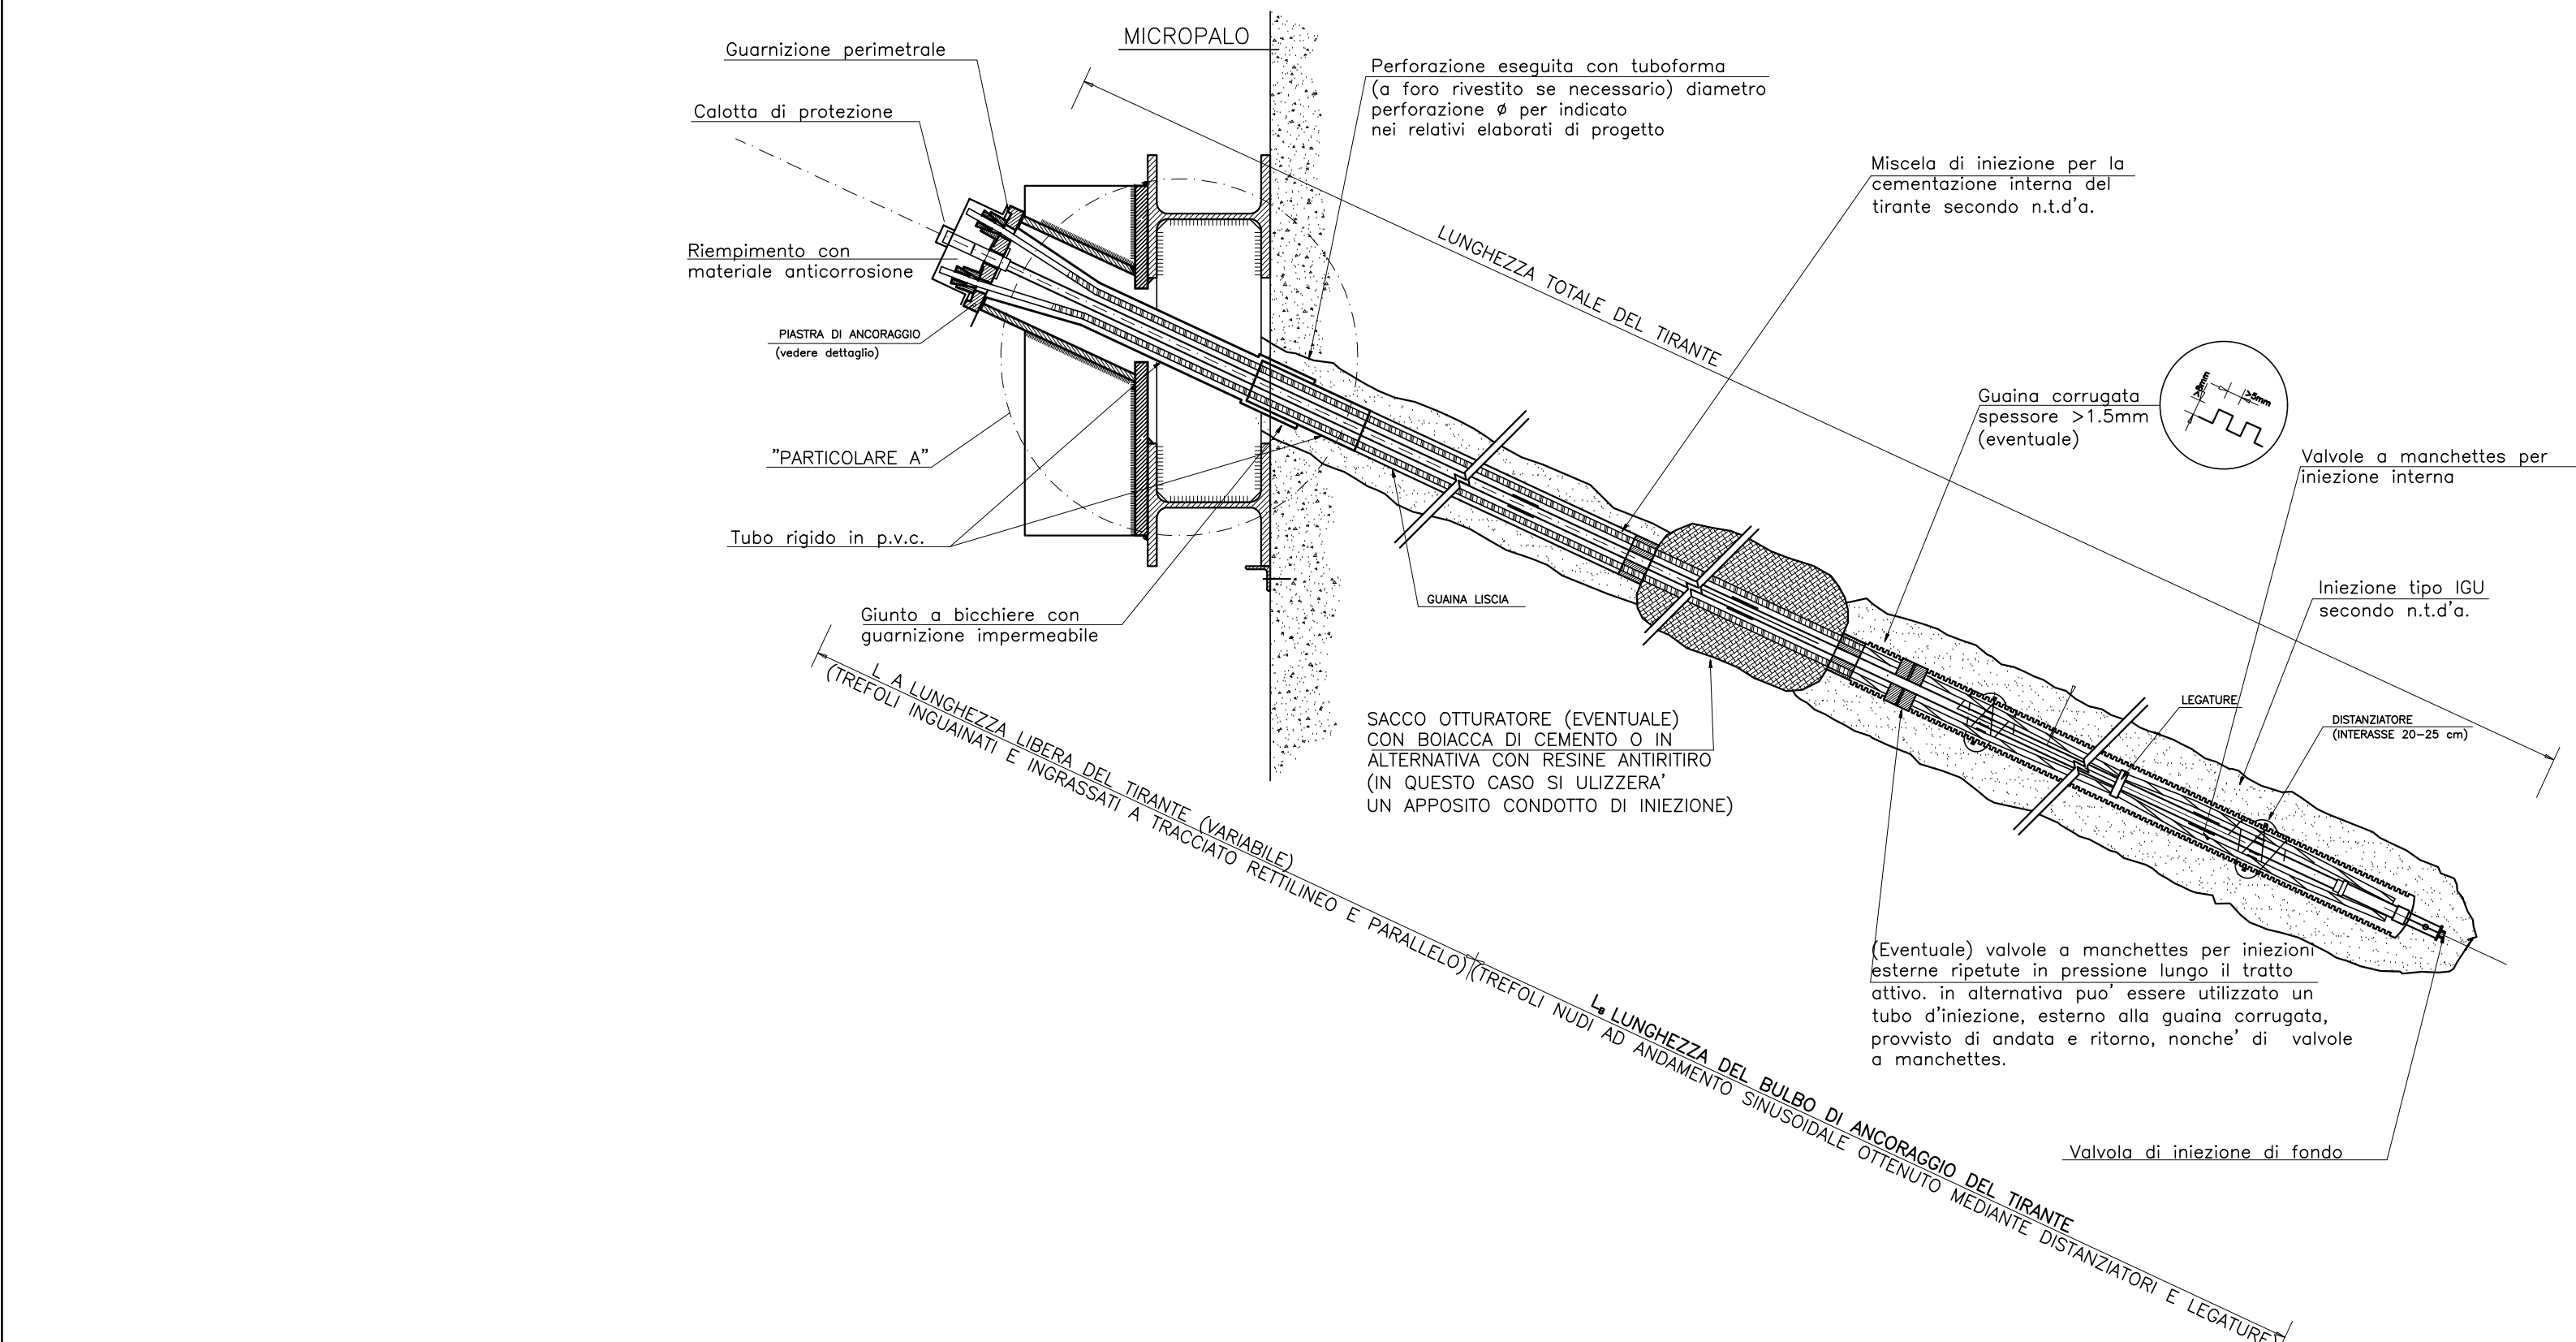 MICROPALO
Guarnizione perimetrale
Calotta di protezione
Riempimento con
materiale anticorrosione
PIASTRA DI ANCORAGGIO
(vedere dettaglio)
"PARTICOLARE A"
Tubo rigido in p.v.c.
Giunto a bicchiere con
guarnizione impermeabile
Perforazione eseguita con tuboforma
(a foro rivestito se necessario) diametro
perforazione ø per indicato
nei relativi elaborati di progetto
Miscela di iniezione per la
cementazione interna del
tirante secondo n.t.d'a.
LUNGHEZZA TOTALE DEL TIRANTE
Guaina corrugata
spessore >1.5mm
(eventuale)
>5mm
>5mm
Valvole a manchettes per
iniezione interna
Iniezione tipo IGU
secondo n.t.d'a.
GUAINA LISCIA
LEGATURE
DISTANZIATORE
(INTERASSE 20-25 cm)
SACCO OTTURATORE (EVENTUALE)
CON BOIACCA DI CEMENTO O IN
ALTERNATIVA CON RESINE ANTIRITIRO
(IN QUESTO CASO SI ULIZZERA'
UN APPOSITO CONDOTTO DI INIEZIONE)
L A LUNGHEZZA LIBERA DEL TIRANTE (VARIABILE)
(TREFOLI INGUAINATI E INGRASSATI A TRACCIATO RETTILINEO E PARALLELO)
LB LUNGHEZZA DEL BULBO DI ANCORAGGIO DEL TIRANTE
(TREFOLI NUDI AD ANDAMENTO SINUSOIDALE OTTENUTO MEDIANTE DISTANZIATORI E LEGATURE)
(Eventuale) valvole a manchettes per iniezioni
esterne ripetute in pressione lungo il tratto
attivo. in alternativa puo' essere utilizzato un
tubo d'iniezione, esterno alla guaina corrugata,
provvisto di andata e ritorno, nonche' di valvole
a manchettes.
Valvola di iniezione di fondo